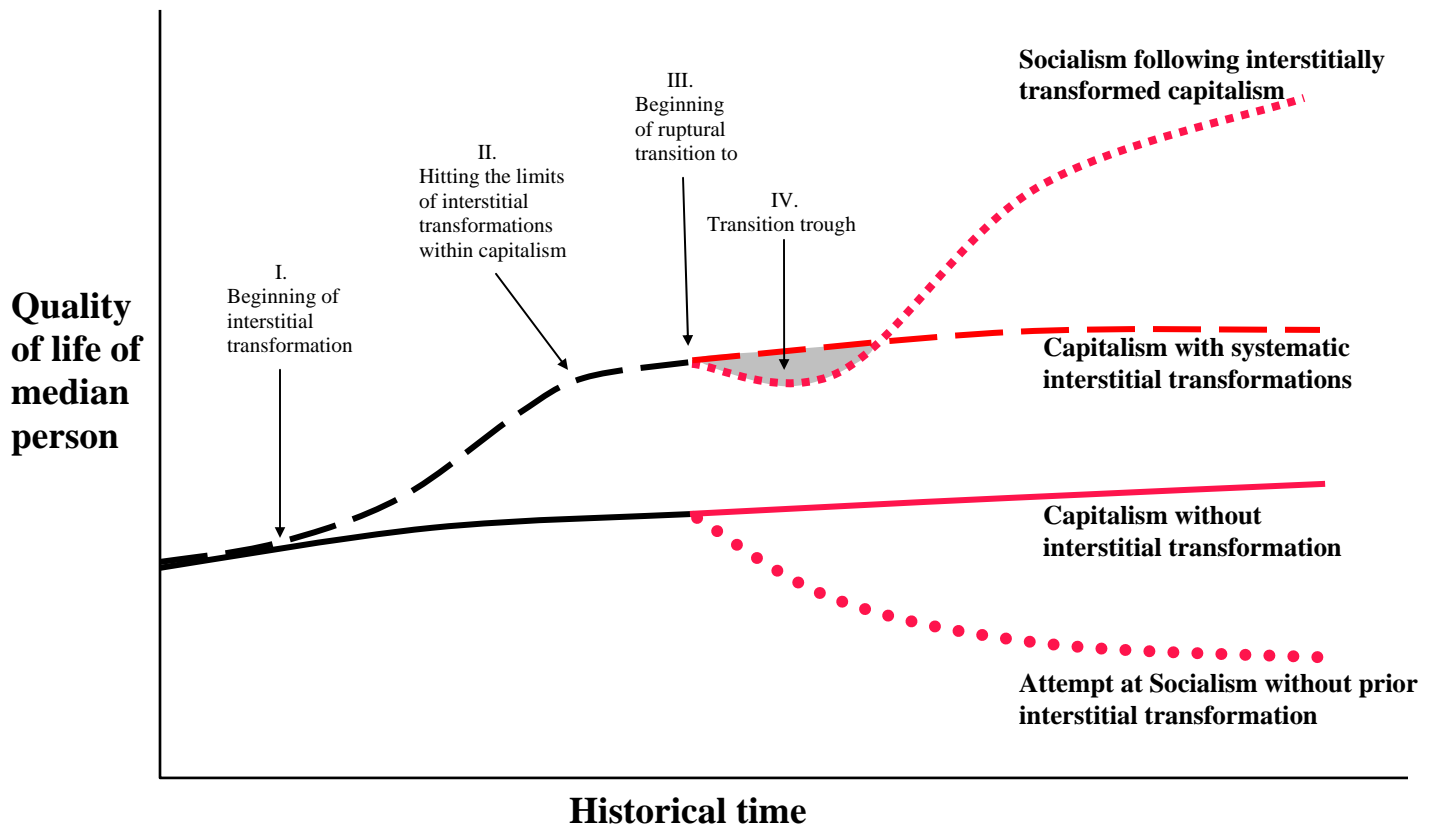 Socialism following interstitially
transformed capitalism
III.
Beginning
of ruptural
transition to
II.
Hitting the limits
of interstitial
transformations
within capitalism
IV.
Transition trough
I.
Beginning of
interstitial
transformation
Quality
of life of
median
person
Capitalism with systematic
interstitial transformations
Capitalism without
interstitial transformation
Attempt at Socialism without prior
interstitial transformation
Historical time